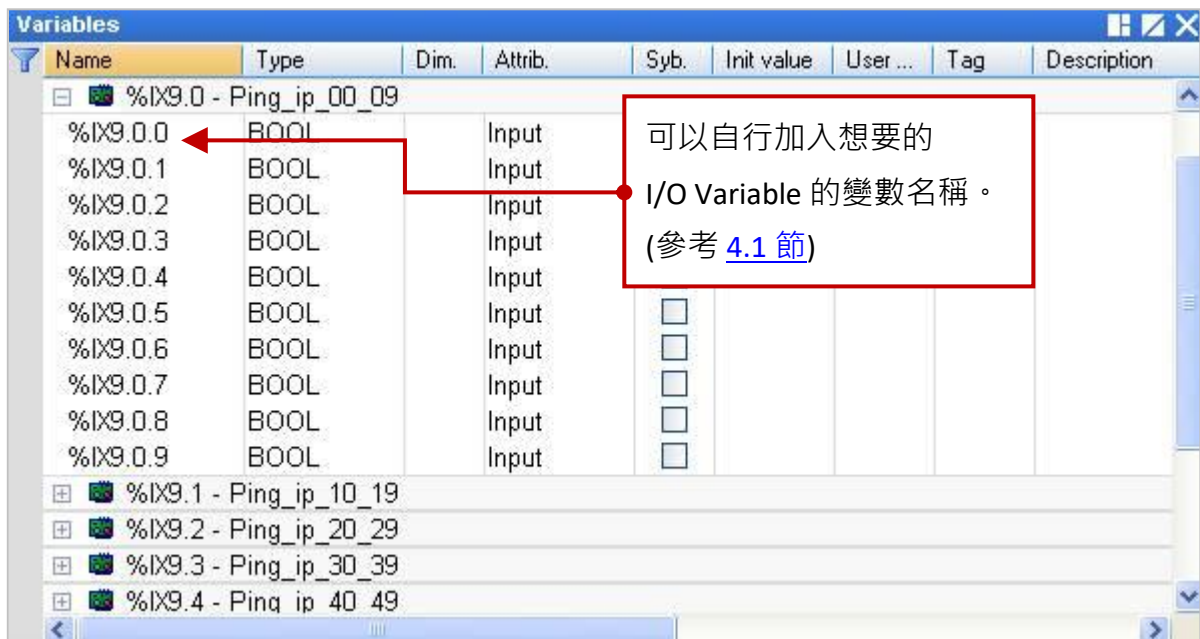 Variables
Name Type Dim. Attrib. Syb. Init value User ... Tag Description
%IX9.0 - Ping_ip_00_09
%IX9.0.0 BOOL Input
%IX9.0.1 BOOL Input
%IX9.0.2 BOOL Input
%IX9.0.3 BOOL Input
%IX9.0.4 BOOL Input
%IX9.0.5 BOOL Input
%IX9.0.6 BOOL Input
%IX9.0.7 BOOL Input
%IX9.0.8 BOOL Input
%IX9.0.9 BOOL Input
%IX9.1 - Ping_ip_10_19
%IX9.2 - Ping_ip_20_29
%IX9.3 - Ping_ip_30_39
%IX9.4 - Ping_ip_40_49
可以自行加入想要的
I/O Variable 的變數名稱。
(參考 4.1 節)